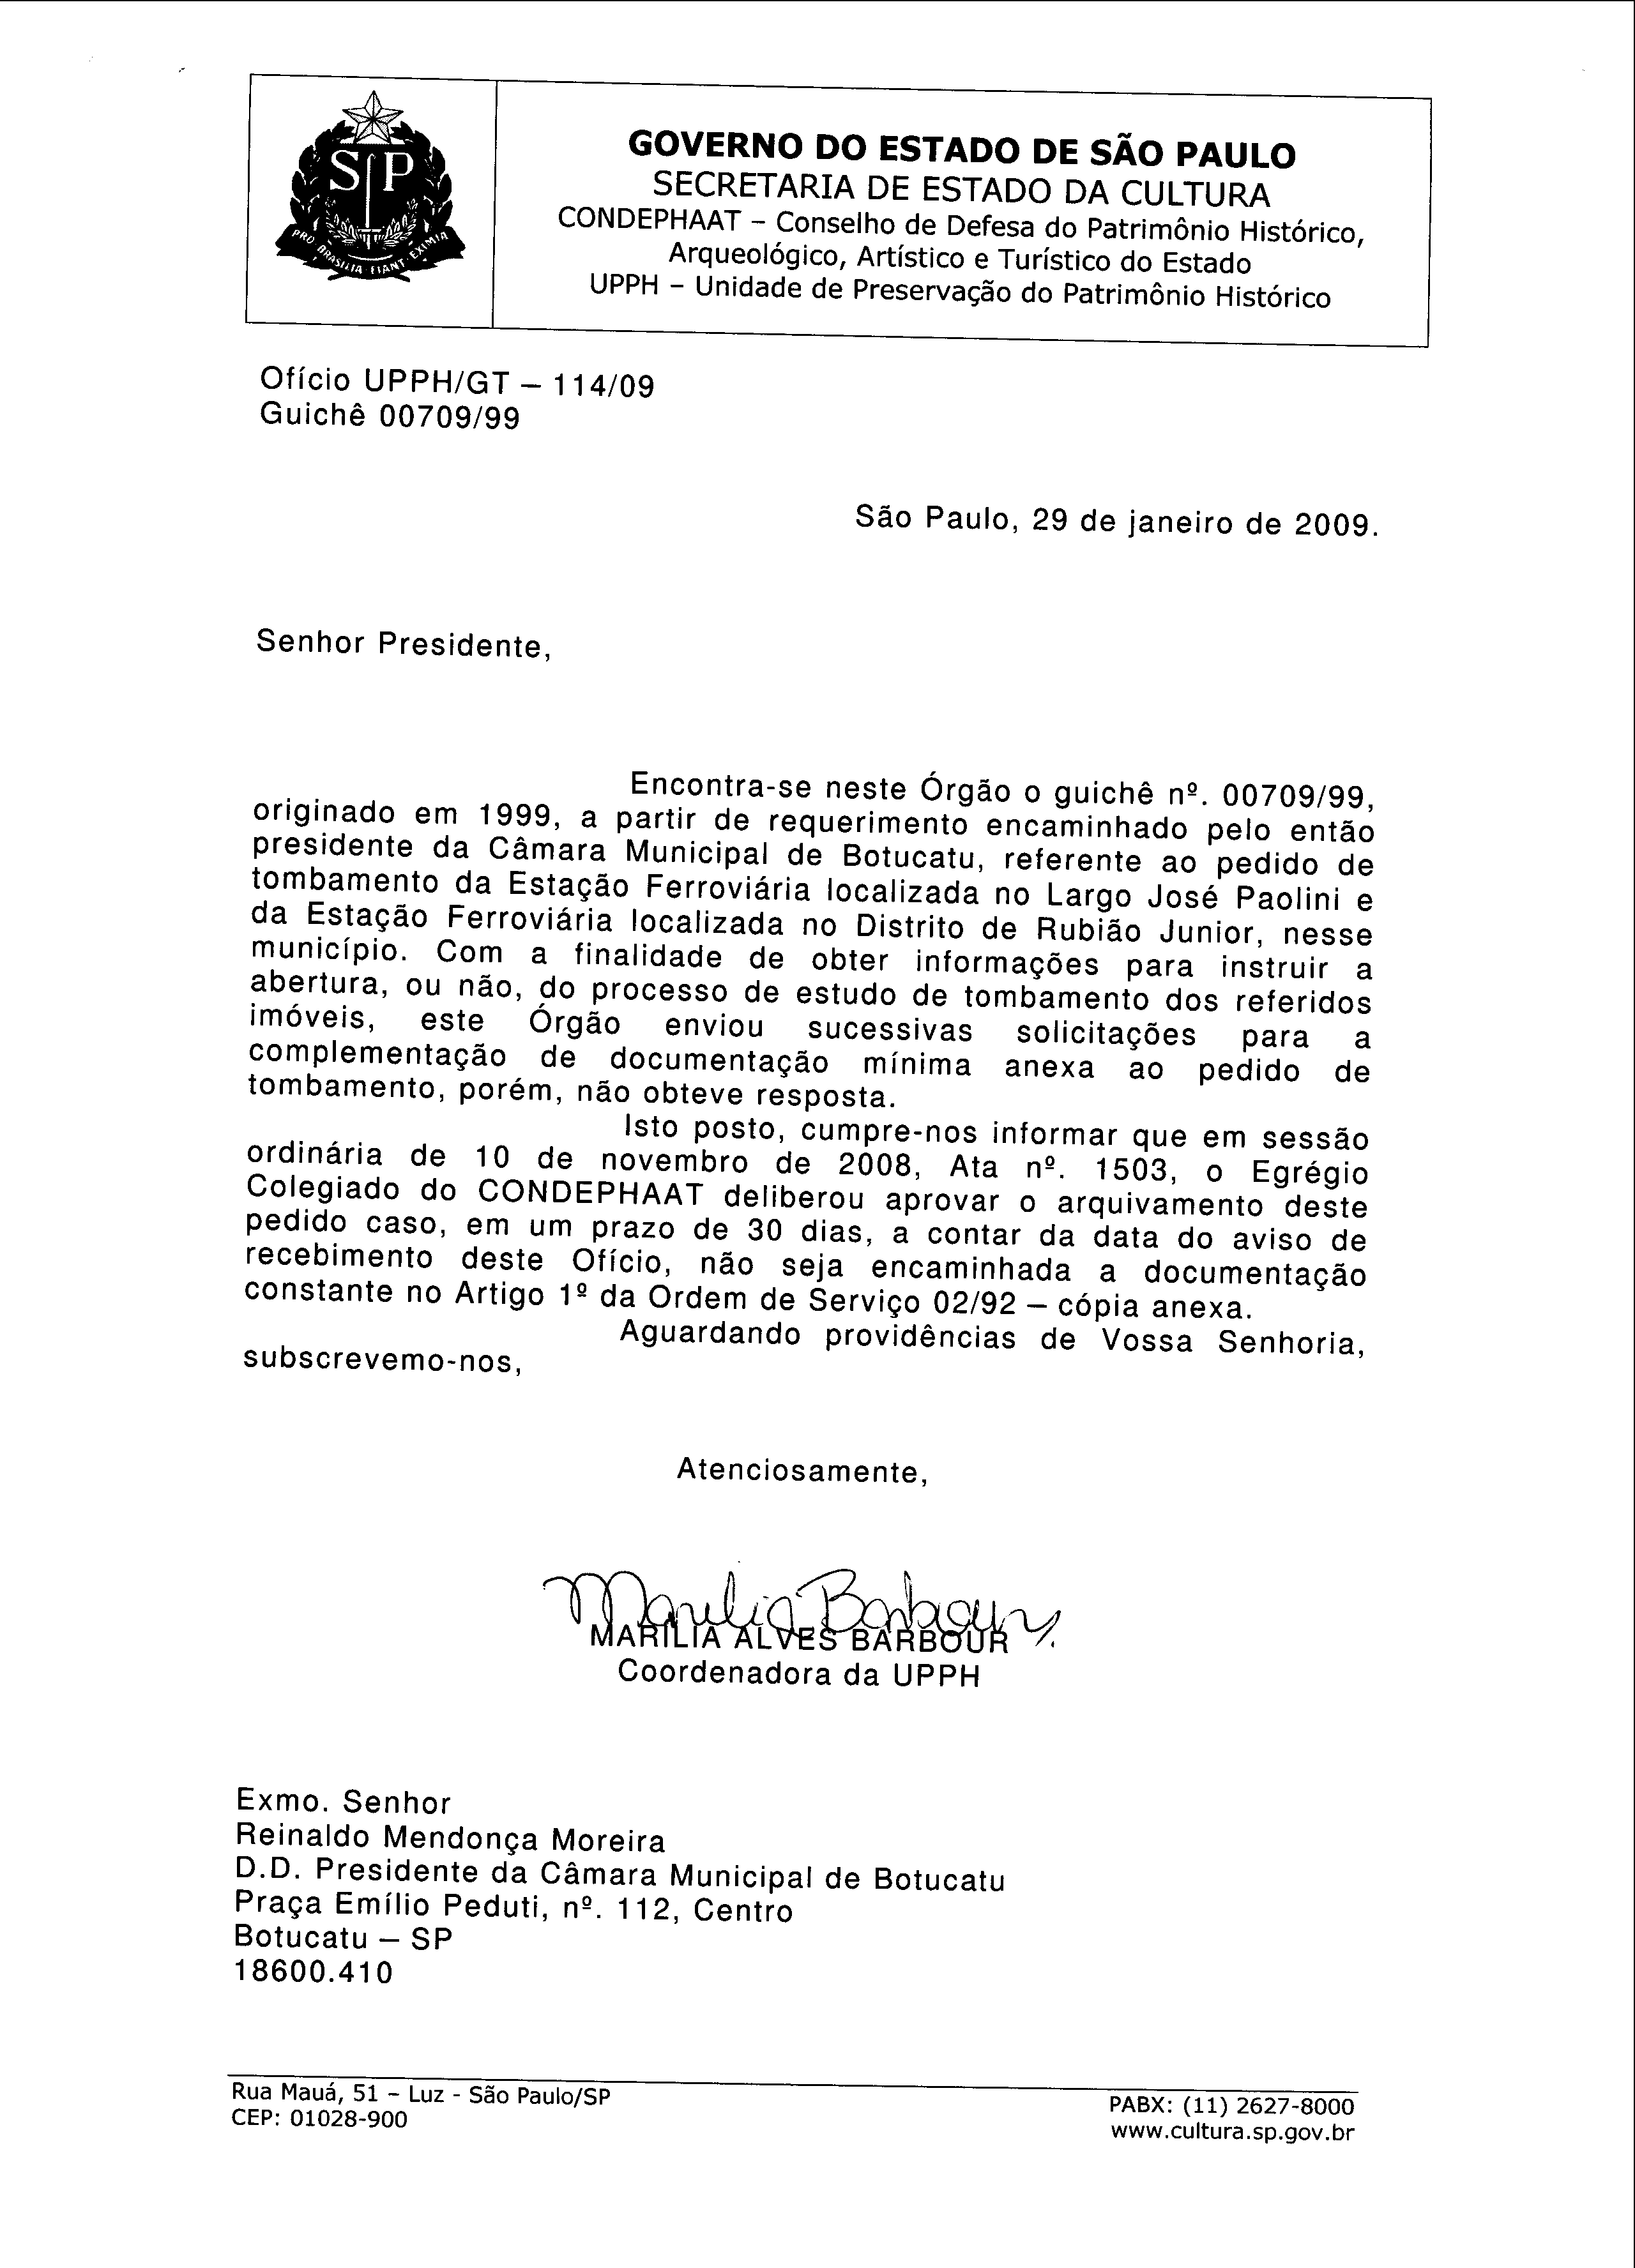 GOVERNO DO ESTADO DE SÃO PAULO
SECRETARIA DE ESTADO DA CULTURA
CONDEPHAAT – Conselho de Defesa do Patrimônio Histórico,
Arqueológico, Artístico e Turístico do Estado
UPPH – Unidade de Preservação do Patrimônio Histórico
SP
PRO BRASILIA FIANT EXIMIA
Ofício UPPH/GT – 114/09
Guichê 00709/99
São Paulo, 29 de janeiro de 2009.
Senhor Presidente,
Encontra-se neste Órgão o guichê nº. 00709/99,
originado em 1999, a partir de requerimento encaminhado pelo então
presidente da Câmara Municipal de Botucatu, referente ao pedido de
tombamento da Estação Ferroviária localizada no Largo José Paolini e
da Estação Ferroviária localizada no Distrito de Rubião Junior, nesse
município. Com a finalidade de obter informações para instruir a
abertura, ou não, do processo de estudo de tombamento dos referidos
imóveis, este Órgão enviou sucessivas solicitações para a
complementação de documentação mínima anexa ao pedido de
tombamento, porém, não obteve resposta.
Isto posto, cumpre-nos informar que em sessão
ordinária de 10 de novembro de 2008, Ata nº. 1503, o Egrégio
Colegiado do CONDEPHAAT deliberou aprovar o arquivamento deste
pedido caso, em um prazo de 30 dias, a contar da data do aviso de
recebimento deste Ofício, não seja encaminhada a documentação
constante no Artigo 1º da Ordem de Serviço 02/92 – cópia anexa.
Aguardando providências de Vossa Senhoria,
subscrevemo-nos,
Atenciosamente,
Marilia Barbour
MARILIA ALVES BARBOUR
Coordenadora da UPPH
Exmo. Senhor
Reinaldo Mendonça Moreira
D.D. Presidente da Câmara Municipal de Botucatu
Praça Emílio Peduti, nº. 112, Centro
Botucatu – SP
18600.410
Rua Mauá, 51 – Luz - São Paulo/SP
CEP: 01028-900
PABX: (11) 2627-8000
www.cultura.sp.gov.br